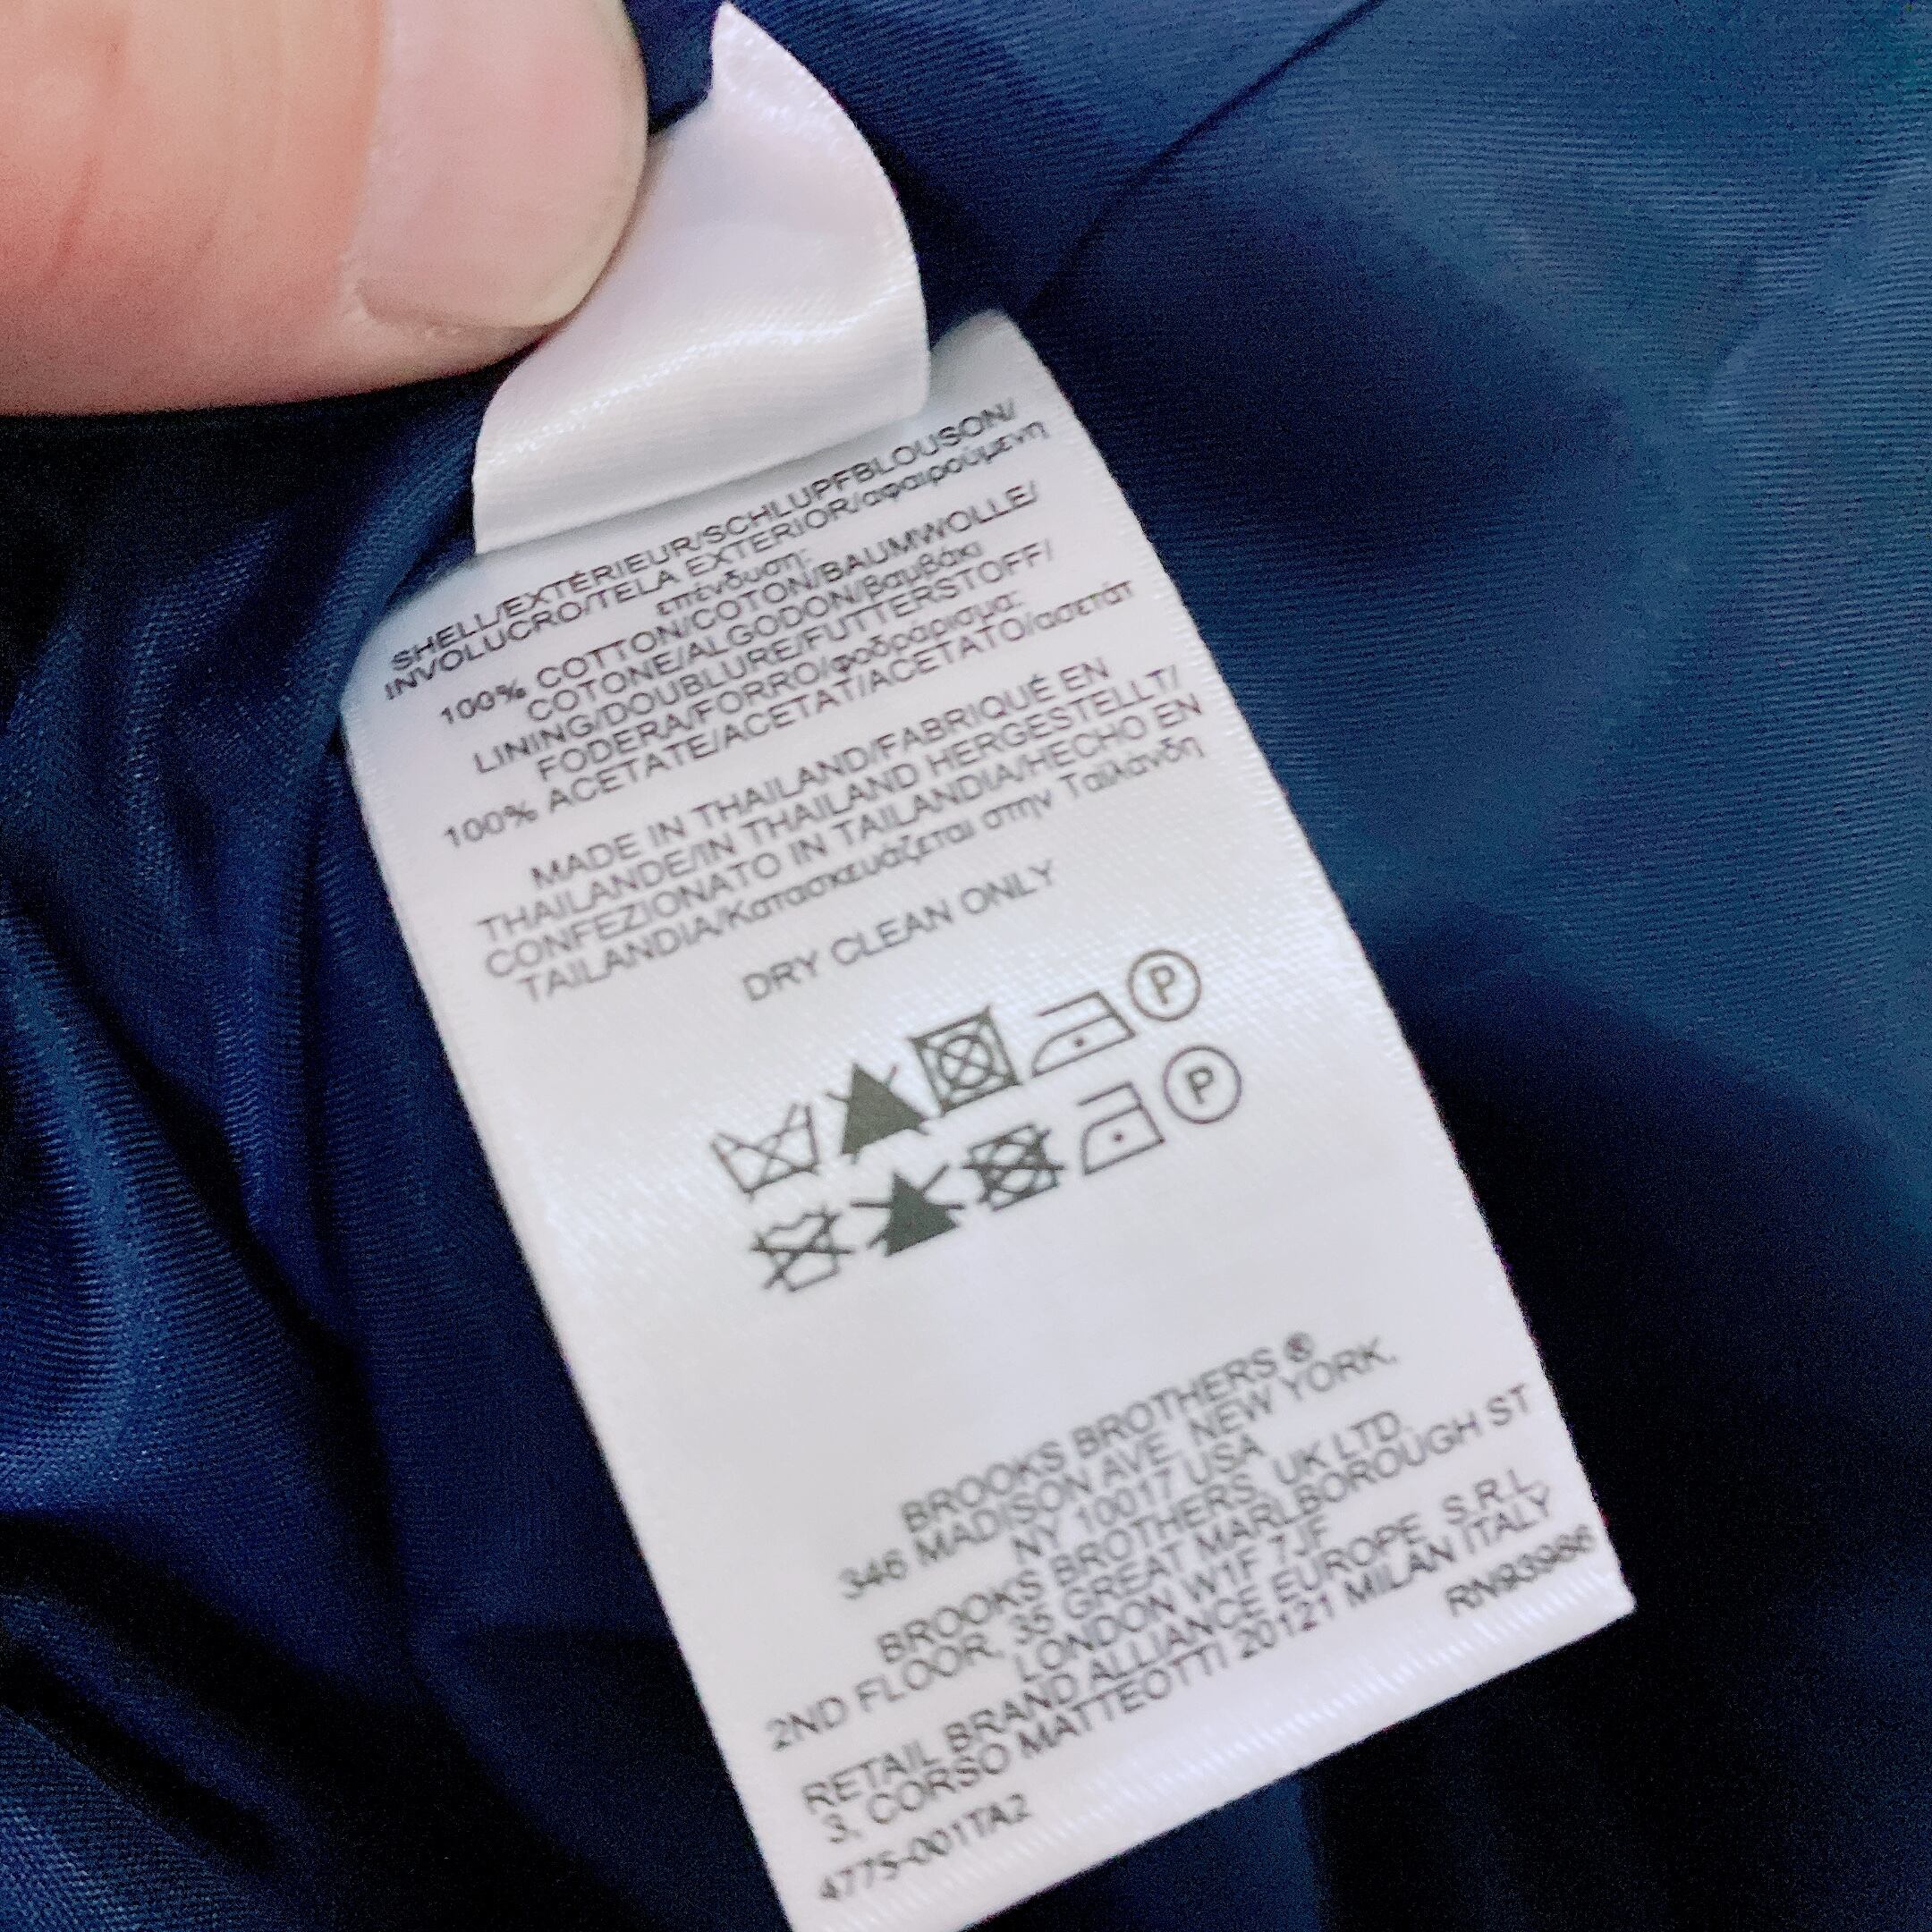 SHELL/EXTÉRIEUR/SCHLUPFBLOUSON/
INVOLUCRO/TELA EXTERIOR/αφαιρούμενη
επένδυση:
100% COTTON/COTON/BAUMWOLLE/
COTONE/ALGODON/βαμβάκι
LINING/DOUBLURE/FUTTERSTOFF/
FODERA/FORRO/φοδράρισμα:
100% ACETATE/ACETAT/ACETATO/ασετάτ
MADE IN THAILAND/FABRIQUÉ EN
THAILANDE/IN THAILAND HERGESTELLT/
CONFEZIONATO IN TAILANDIA/HECHO EN
TAILANDIA/Κατασκευάζεται στην Ταϊλάνδη
DRY CLEAN ONLY
P
P
BROOKS BROTHERS ®
346 MADISON AVE, NEW YORK,
NY 10017 USA
BROOKS BROTHERS, UK LTD,
2ND FLOOR, 35 GREAT MARLBOROUGH ST
LONDON W1F 7JF
RETAIL BRAND ALLIANCE EUROPE S.R.L,
3, CORSO MATTEOTTI 20121 MILAN ITALY
4775-001TA2 RN93986